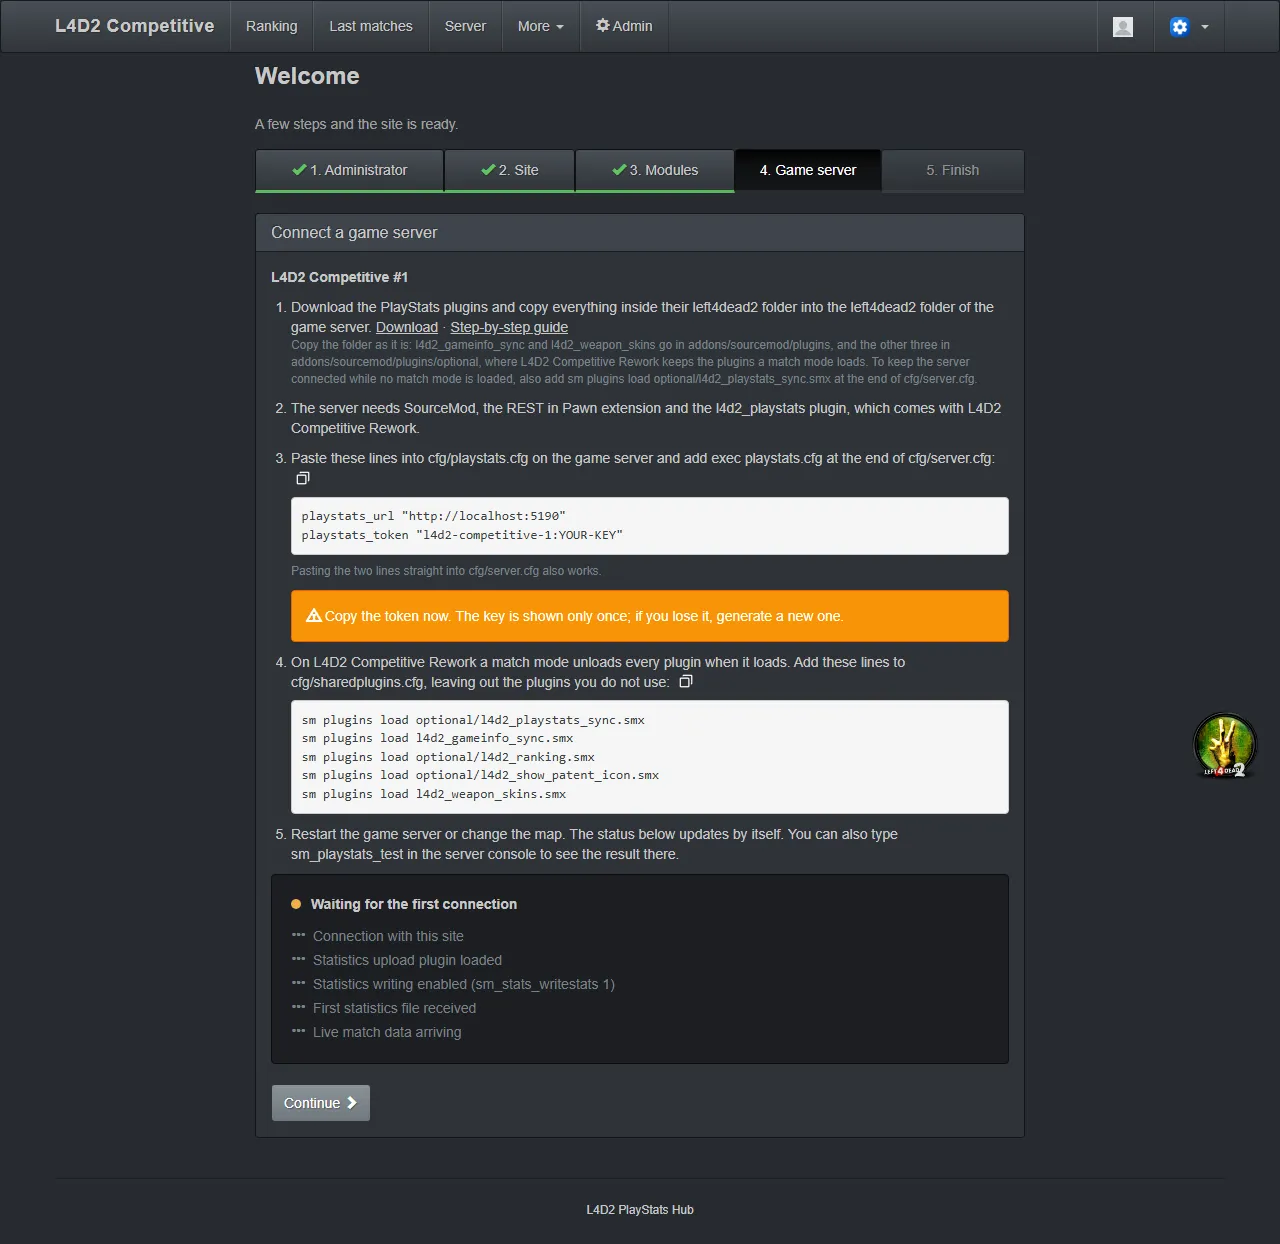 L4D2 Competitive
Ranking
Last matches
Server
More
Admin
Welcome
A few steps and the site is ready.
1. Administrator
2. Site
3. Modules
4. Game server
5. Finish
Connect a game server
L4D2 Competitive #1
1. Download the PlayStats plugins and copy everything inside their left4dead2 folder into the left4dead2 folder of the
game server. Download · Step-by-step guide
Copy the folder as it is: l4d2_gameinfo_sync and l4d2_weapon_skins go in addons/sourcemod/plugins, and the other three in
addons/sourcemod/plugins/optional, where L4D2 Competitive Rework keeps the plugins a match mode loads. To keep the server
connected while no match mode is loaded, also add sm plugins load optional/l4d2_playstats_sync.smx at the end of cfg/server.cfg.
2. The server needs SourceMod, the REST in Pawn extension and the l4d2_playstats plugin, which comes with L4D2
Competitive Rework.
3. Paste these lines into cfg/playstats.cfg on the game server and add exec playstats.cfg at the end of cfg/server.cfg:
playstats_url "http://localhost:5190"
playstats_token "l4d2-competitive-1:YOUR-KEY"
Pasting the two lines straight into cfg/server.cfg also works.
Copy the token now. The key is shown only once; if you lose it, generate a new one.
4. On L4D2 Competitive Rework a match mode unloads every plugin when it loads. Add these lines to
cfg/sharedplugins.cfg, leaving out the plugins you do not use:
sm plugins load optional/l4d2_playstats_sync.smx
sm plugins load l4d2_gameinfo_sync.smx
sm plugins load optional/l4d2_ranking.smx
sm plugins load optional/l4d2_show_patent_icon.smx
sm plugins load l4d2_weapon_skins.smx
LEFT 4 DEAD 2
5. Restart the game server or change the map. The status below updates by itself. You can also type
sm_playstats_test in the server console to see the result there.
Waiting for the first connection
Connection with this site
Statistics upload plugin loaded
Statistics writing enabled (sm_stats_writestats 1)
First statistics file received
Live match data arriving
Continue
L4D2 PlayStats Hub